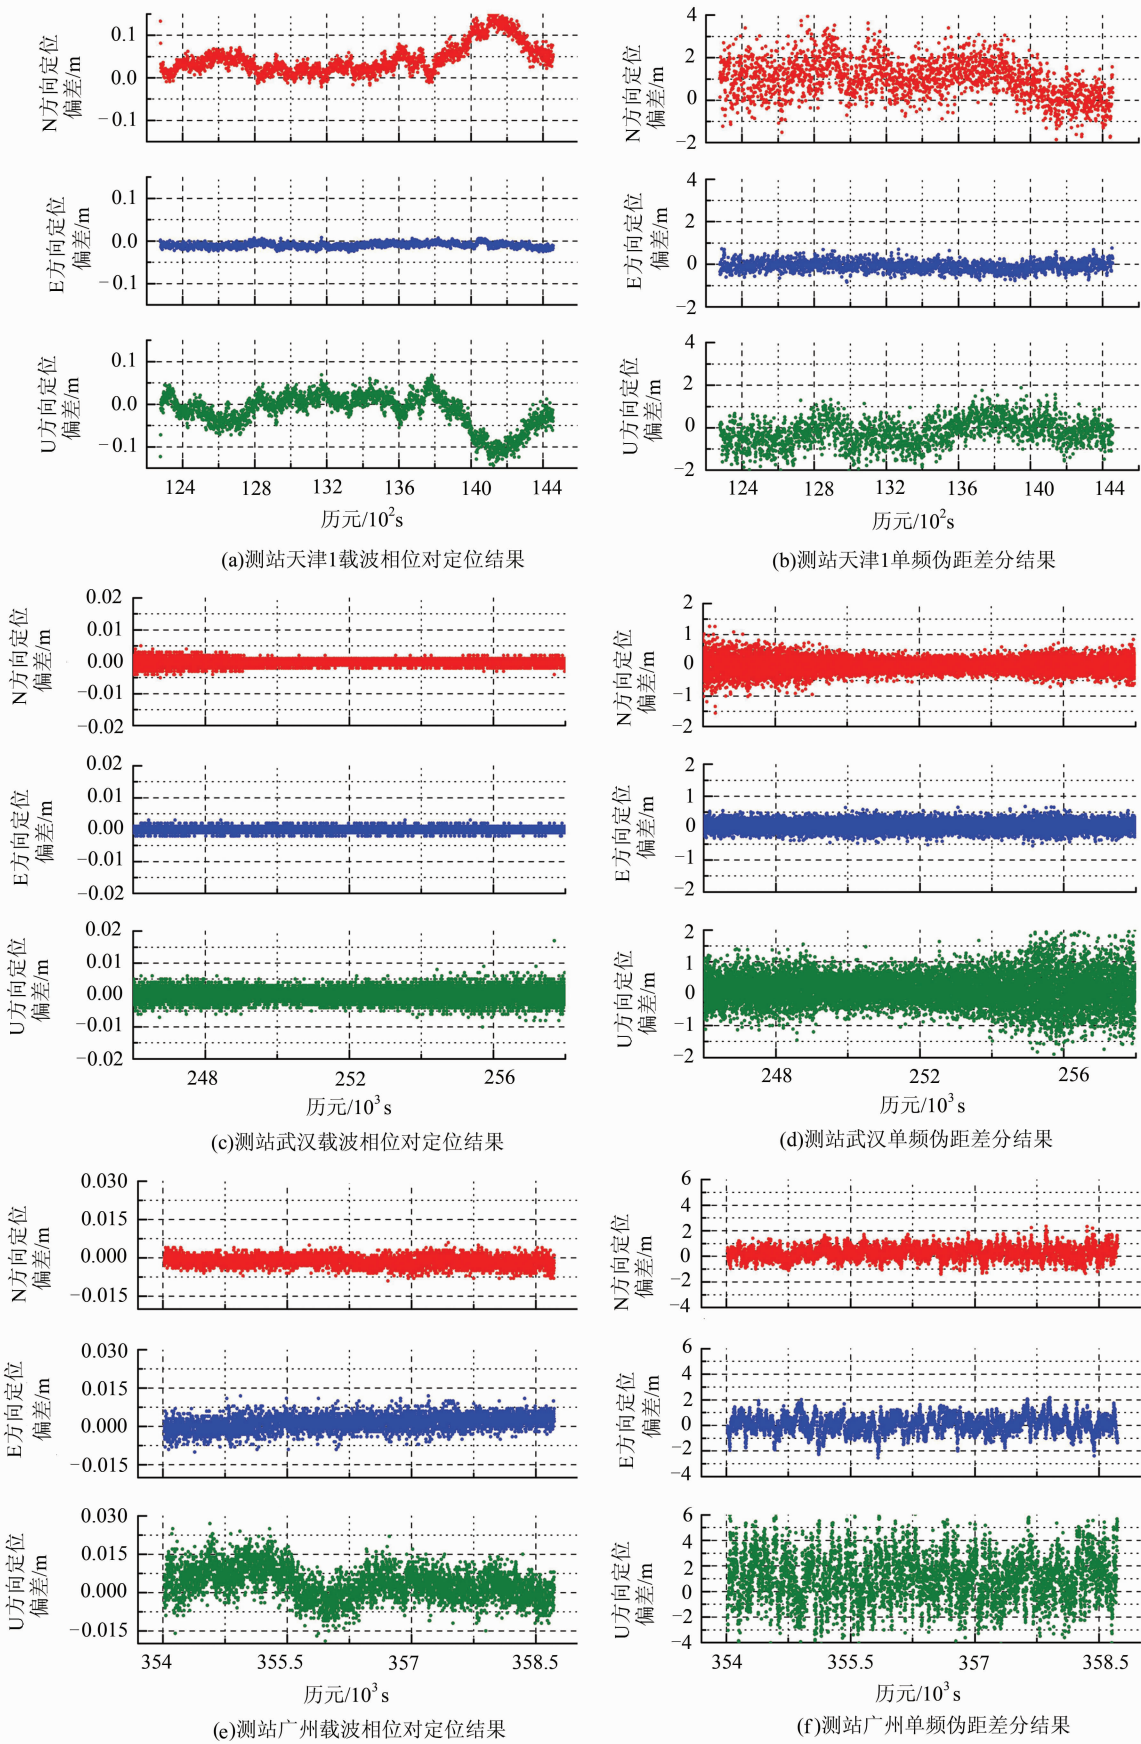 N方向定位
偏差/m
0.1
0.0
−0.1
E方向定位
偏差/m
0.1
0.0
−0.1
U方向定位
偏差/m
0.1
0.0
−0.1
124 128 132 136 140 144
历元/10²s
(a)测站天津1载波相位对定位结果
N方向定位
偏差/m
4
2
0
−2
E方向定位
偏差/m
4
2
0
−2
U方向定位
偏差/m
4
2
0
−2
124 128 132 136 140 144
历元/10²s
(b)测站天津1单频伪距差分结果
N方向定位
偏差/m
0.02
0.01
0.00
−0.01
−0.02
E方向定位
偏差/m
0.02
0.01
0.00
−0.01
−0.02
U方向定位
偏差/m
0.02
0.01
0.00
−0.01
−0.02
248 252 256
历元/10³s
(c)测站武汉载波相位对定位结果
N方向定位
偏差/m
2
1
0
−1
−2
E方向定位
偏差/m
2
1
0
−1
−2
U方向定位
偏差/m
2
1
0
−1
−2
248 252 256
历元/10³s
(d)测站武汉单频伪距差分结果
N方向定位
偏差/m
0.030
0.015
0.000
−0.015
E方向定位
偏差/m
0.030
0.015
0.000
−0.015
U方向定位
偏差/m
0.030
0.015
0.000
−0.015
354 355.5 357 358.5
历元/10³s
(e)测站广州载波相位对定位结果
N方向定位
偏差/m
6
4
2
0
−2
−4
E方向定位
偏差/m
6
4
2
0
−2
−4
U方向定位
偏差/m
6
4
2
0
−2
−4
354 355.5 357 358.5
历元/10³s
(f)测站广州单频伪距差分结果